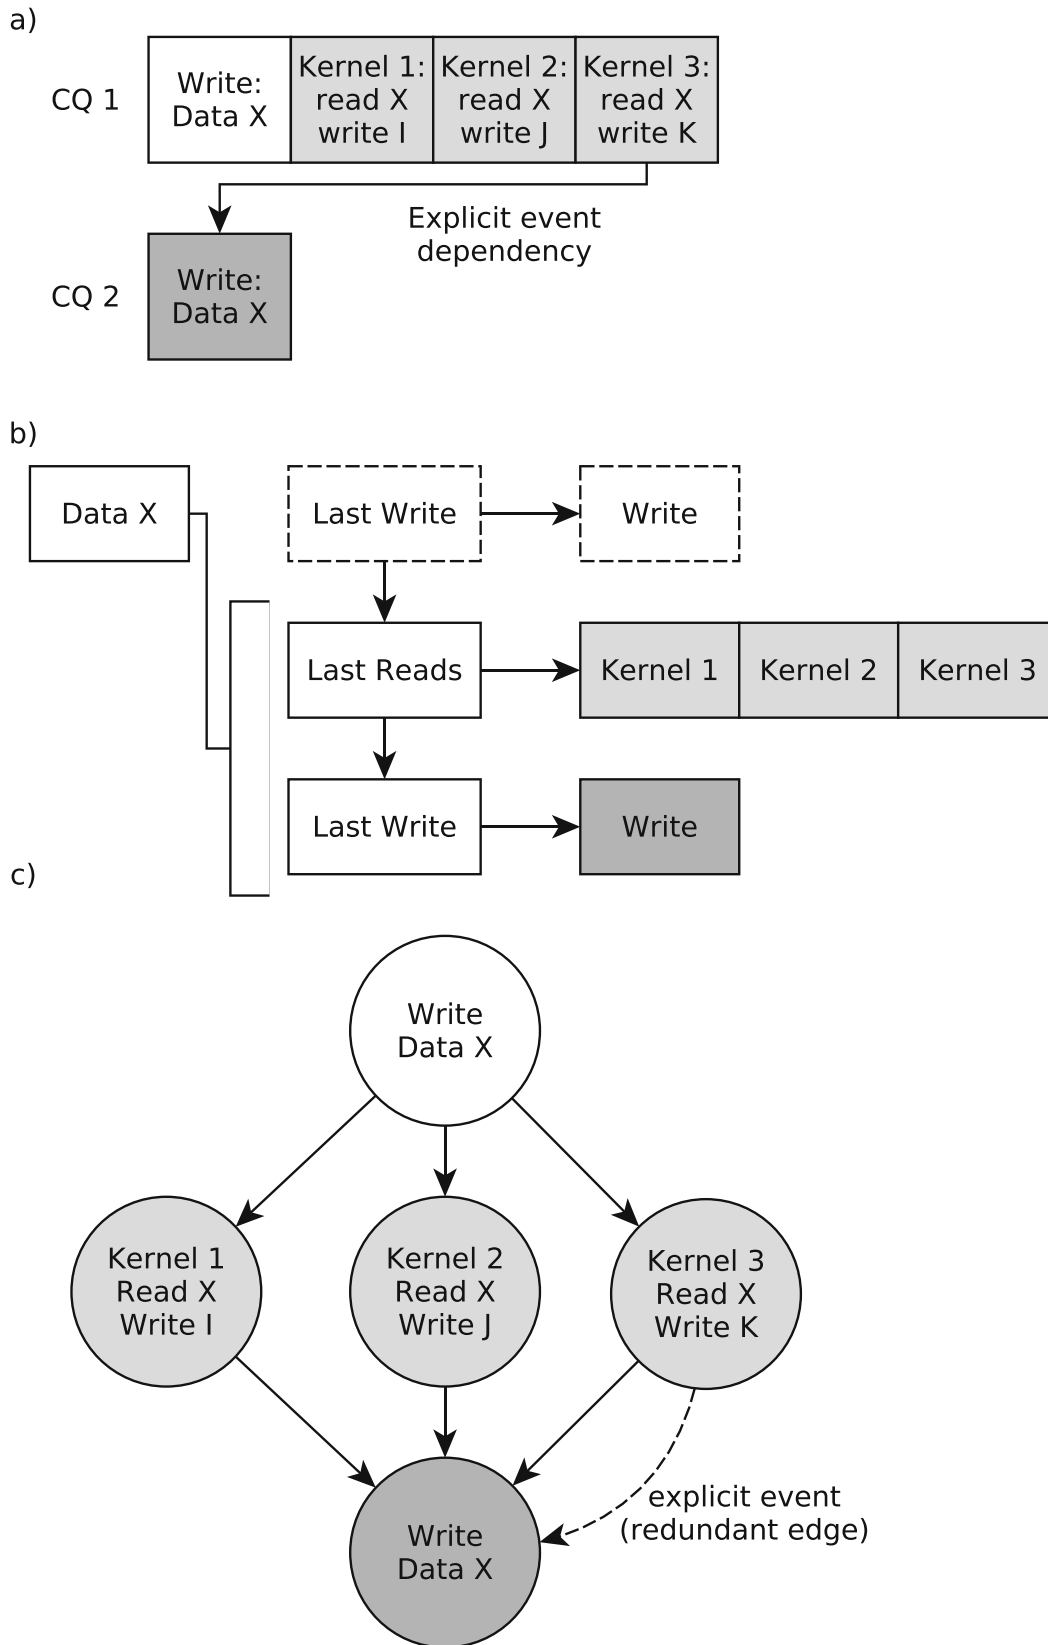 a)
CQ 1
Write:
Data X
Kernel 1:
read X
write I
Kernel 2:
read X
write J
Kernel 3:
read X
write K
Explicit event
dependency
CQ 2
Write:
Data X
b)
Data X
Last Write
Write
Last Reads
Kernel 1
Kernel 2
Kernel 3
Last Write
Write
c)
Write
Data X
Kernel 1
Read X
Write I
Kernel 2
Read X
Write J
Kernel 3
Read X
Write K
explicit event
(redundant edge)
Write
Data X